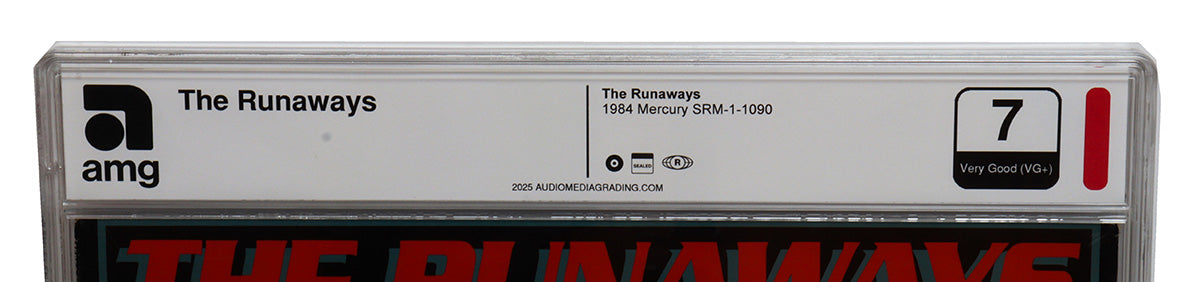 amg
The Runaways
The Runaways
1984 Mercury SRM-1-1090
SEALED
R
2025 AUDIOMEDIAGRADING.COM
7
Very Good (VG+)
THE RUNAWAYS